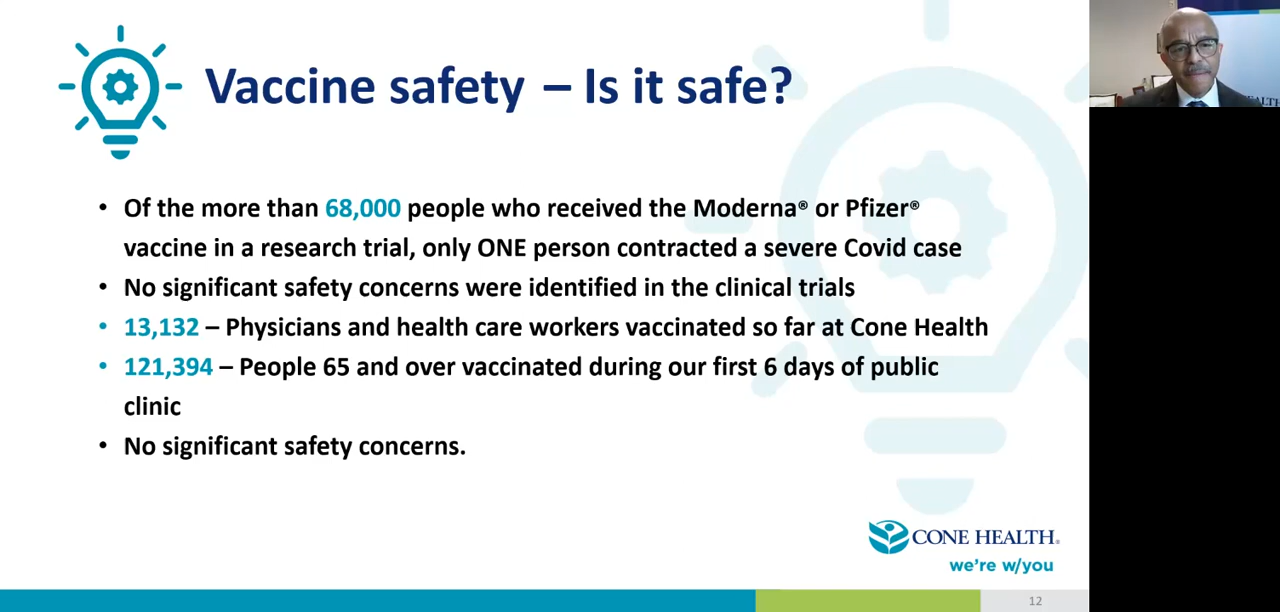 Vaccine safety – Is it safe?
• Of the more than 68,000 people who received the Moderna® or Pfizer®
vaccine in a research trial, only ONE person contracted a severe Covid case
• No significant safety concerns were identified in the clinical trials
• 13,132 – Physicians and health care workers vaccinated so far at Cone Health
• 121,394 – People 65 and over vaccinated during our first 6 days of public
clinic
• No significant safety concerns.
CONE HEALTH®
we're w/you
12